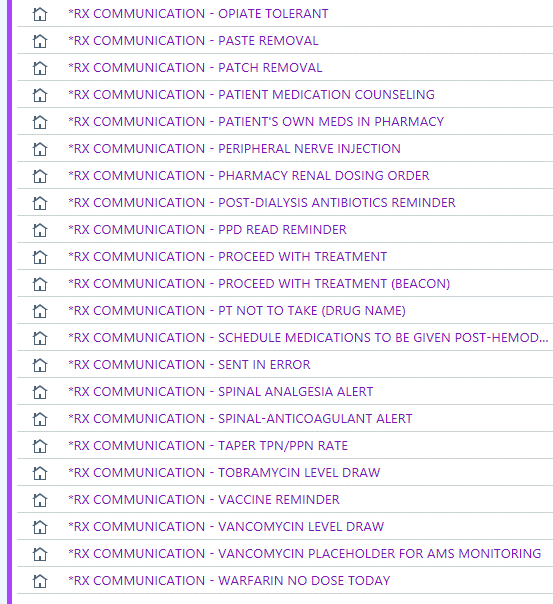 *RX COMMUNICATION - OPIATE TOLERANT
*RX COMMUNICATION - PASTE REMOVAL
*RX COMMUNICATION - PATCH REMOVAL
*RX COMMUNICATION - PATIENT MEDICATION COUNSELING
*RX COMMUNICATION - PATIENT'S OWN MEDS IN PHARMACY
*RX COMMUNICATION - PERIPHERAL NERVE INJECTION
*RX COMMUNICATION - PHARMACY RENAL DOSING ORDER
*RX COMMUNICATION - POST-DIALYSIS ANTIBIOTICS REMINDER
*RX COMMUNICATION - PPD READ REMINDER
*RX COMMUNICATION - PROCEED WITH TREATMENT
*RX COMMUNICATION - PROCEED WITH TREATMENT (BEACON)
*RX COMMUNICATION - PT NOT TO TAKE (DRUG NAME)
*RX COMMUNICATION - SCHEDULE MEDICATIONS TO BE GIVEN POST-HEMOD...
*RX COMMUNICATION - SENT IN ERROR
*RX COMMUNICATION - SPINAL ANALGESIA ALERT
*RX COMMUNICATION - SPINAL-ANTICOAGULANT ALERT
*RX COMMUNICATION - TAPER TPN/PPN RATE
*RX COMMUNICATION - TOBRAMYCIN LEVEL DRAW
*RX COMMUNICATION - VACCINE REMINDER
*RX COMMUNICATION - VANCOMYCIN LEVEL DRAW
*RX COMMUNICATION - VANCOMYCIN PLACEHOLDER FOR AMS MONITORING
*RX COMMUNICATION - WARFARIN NO DOSE TODAY